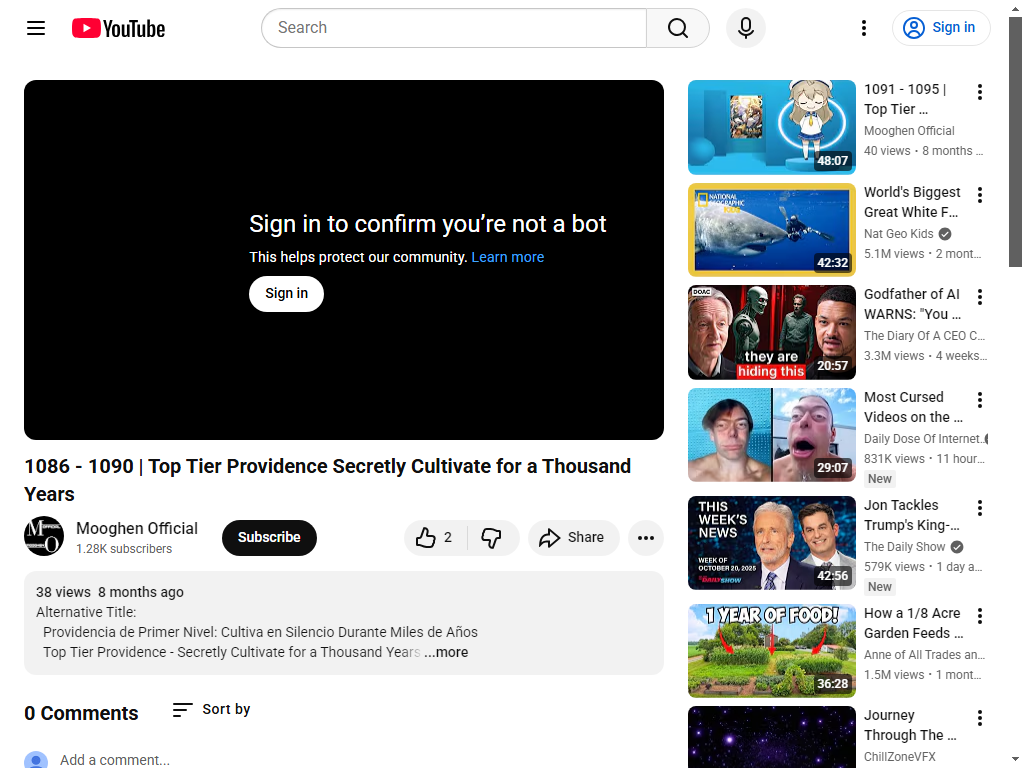 YouTube
Search
Sign in
Sign in to confirm you're not a bot
This helps protect our community. Learn more
Sign in
1086 - 1090 | Top Tier Providence Secretly Cultivate for a Thousand
Years
Mooghen Official
1.28K subscribers
Subscribe
2
Share
38 views 8 months ago
Alternative Title:
Providencia de Primer Nivel: Cultiva en Silencio Durante Miles de Años
Top Tier Providence - Secretly Cultivate for a Thousand Years ...more
0 Comments
Sort by
Add a comment...
48:07
1091 - 1095 |
Top Tier ...
Mooghen Official
40 views • 8 months ...
NATIONAL
GEOGRAPHIC
KIDS
42:32
World's Biggest
Great White F...
Nat Geo Kids
5.1M views • 2 mont...
DOAC
they are
hiding this
20:57
Godfather of AI
WARNS: "You ...
The Diary Of A CEO C...
3.3M views • 4 weeks...
29:07
Most Cursed
Videos on the ...
Daily Dose Of Internet...
831K views • 11 hour...
New
THIS
WEEK'S
NEWS
WEEK OF
OCTOBER 20, 2025
THE DAILY SHOW
42:56
Jon Tackles
Trump's King-...
The Daily Show
579K views • 1 day a...
New
1 YEAR OF FOOD!
36:28
How a 1/8 Acre
Garden Feeds ...
Anne of All Trades an...
1.5M views • 1 mont...
Journey
Through The ...
ChillZoneVFX